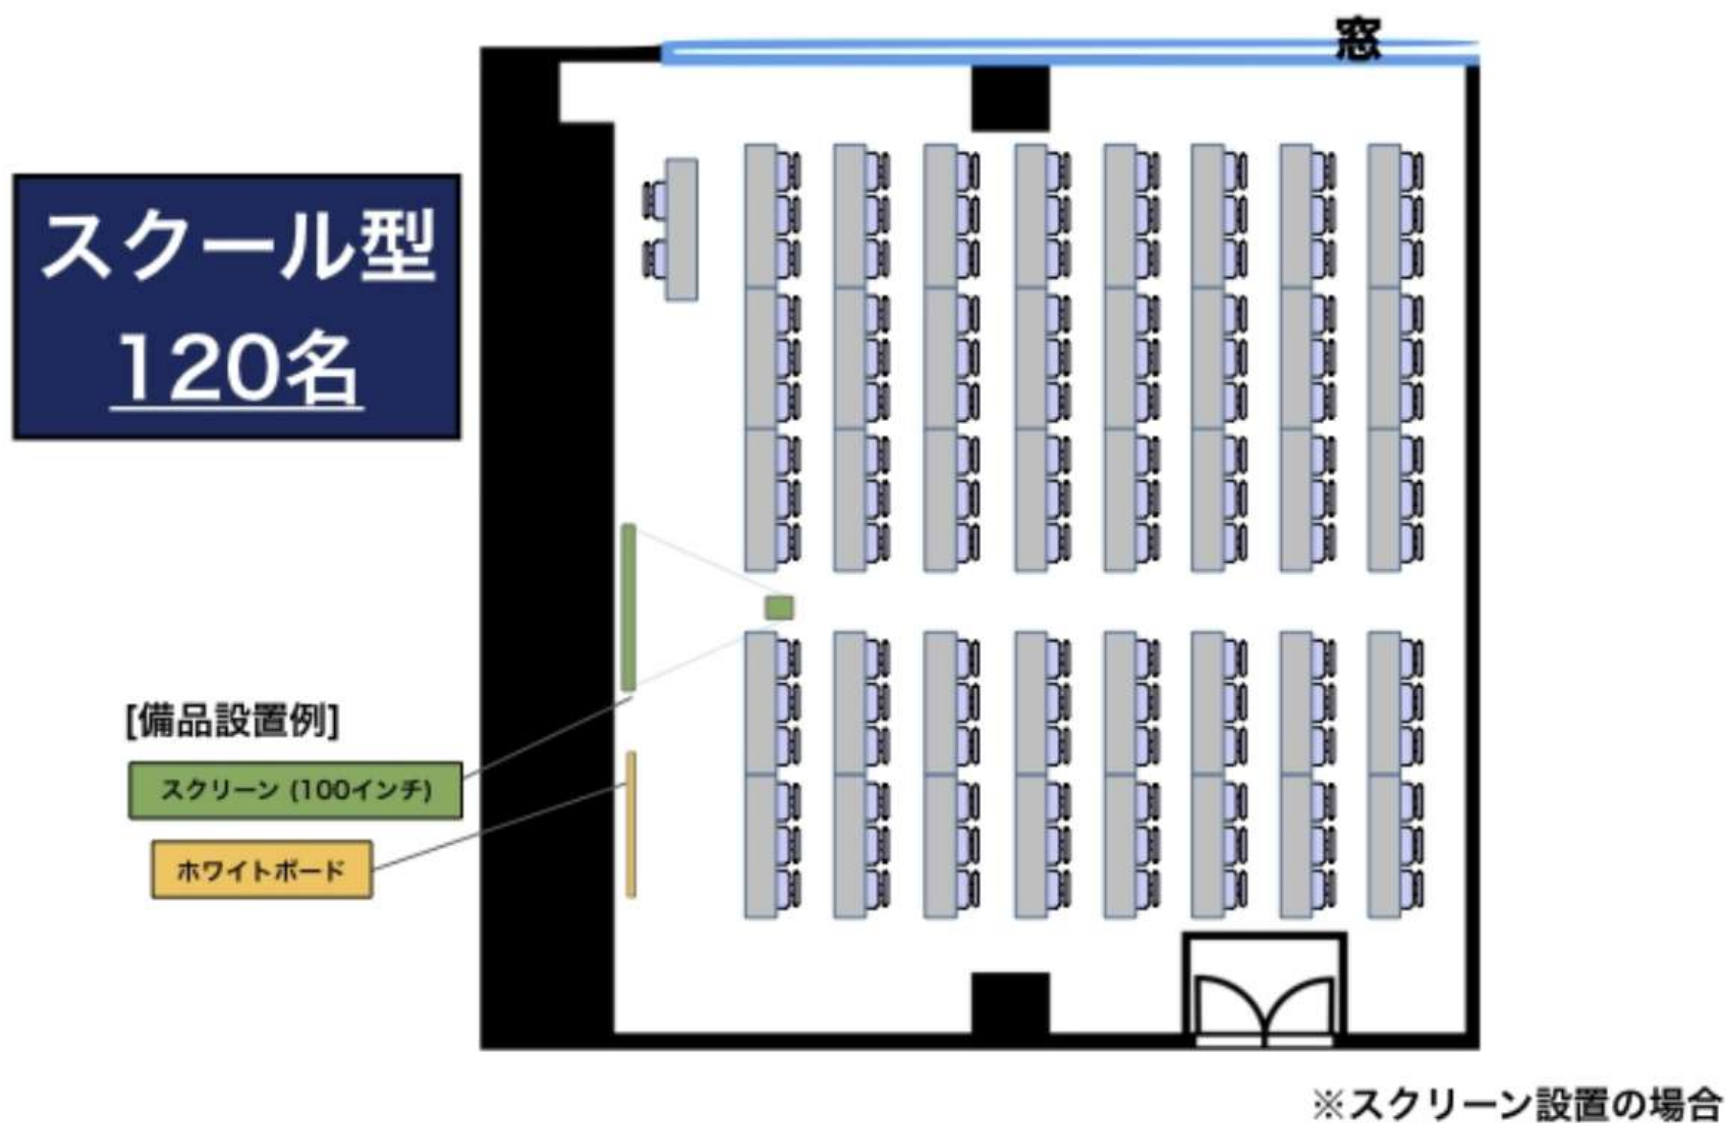 窓
スクール型
120名
[備品設置例]
スクリーン (100インチ)
ホワイトボード
※スクリーン設置の場合